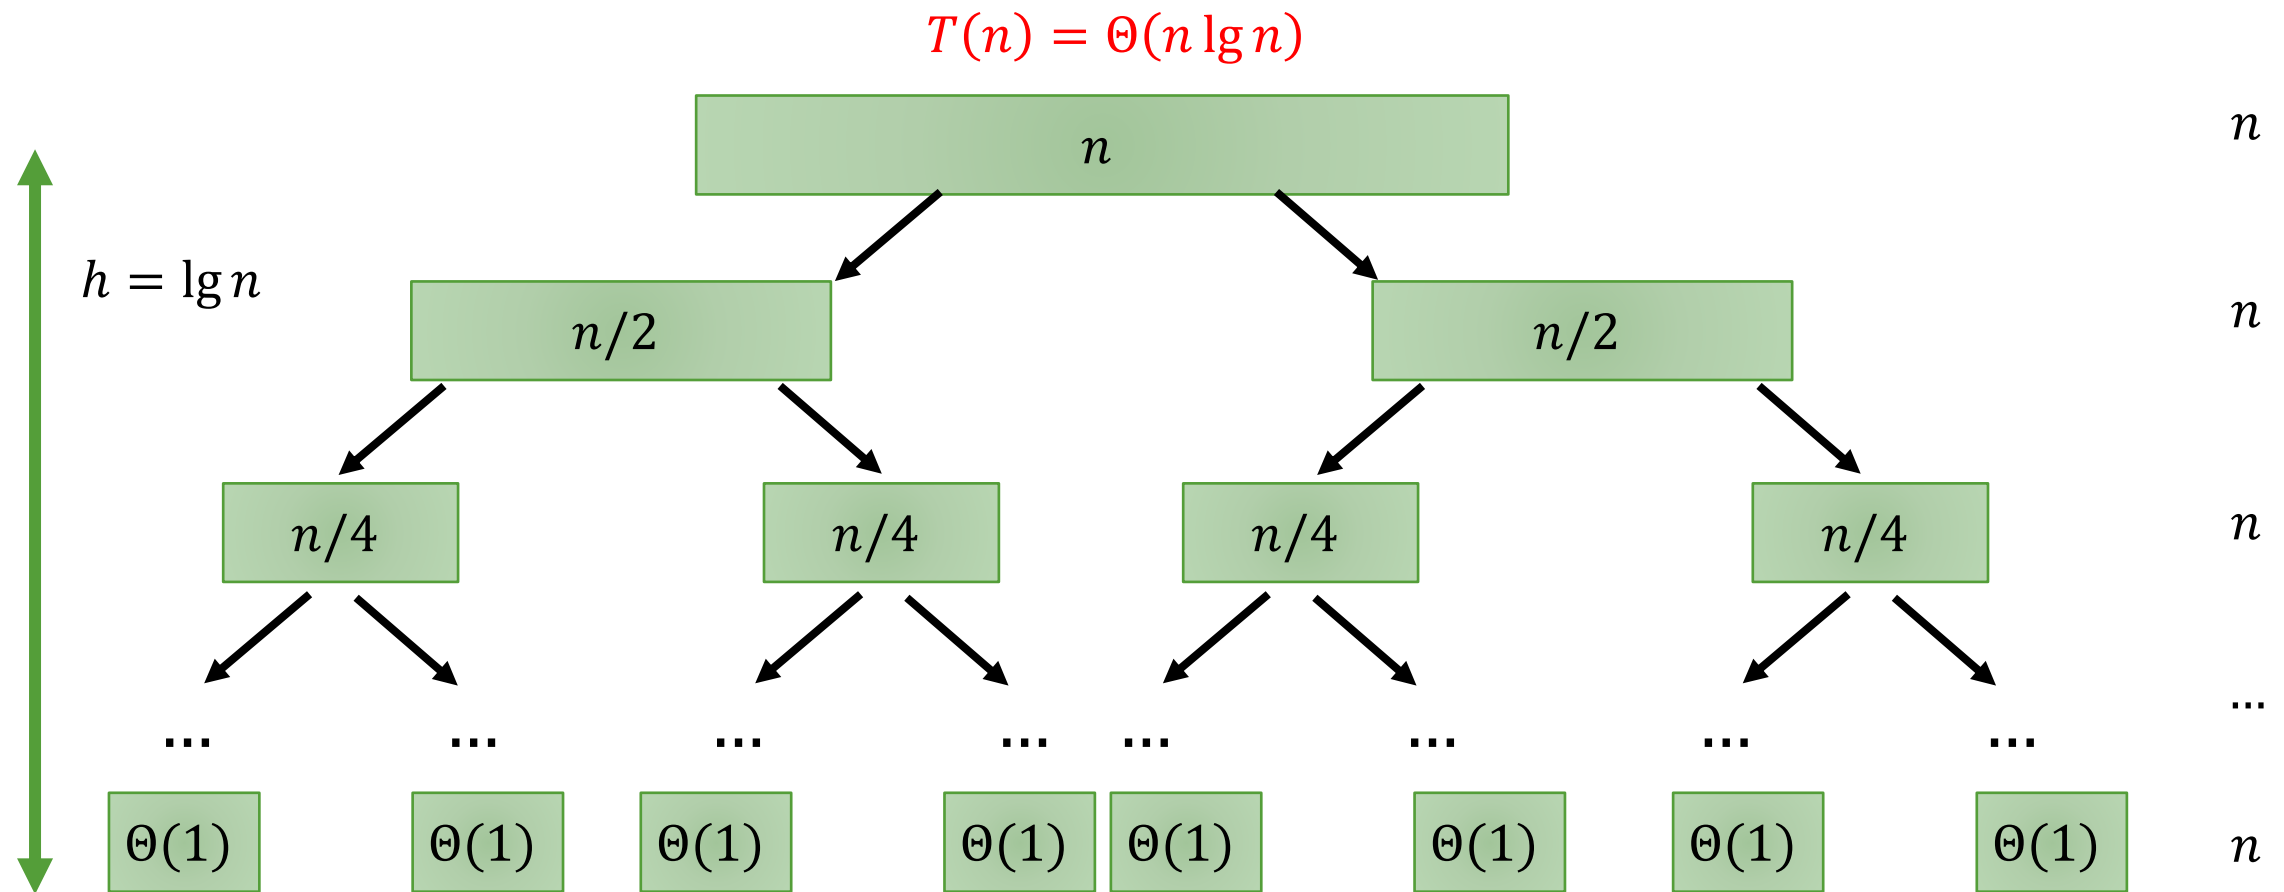 T(n) = Θ(n lg n)
n n
h = lg n
n/2 n/2 n
n/4 n/4 n/4 n/4 n
... ... ... ... ... ... ... ... ...
Θ(1) Θ(1) Θ(1) Θ(1) Θ(1) Θ(1) Θ(1) Θ(1) n